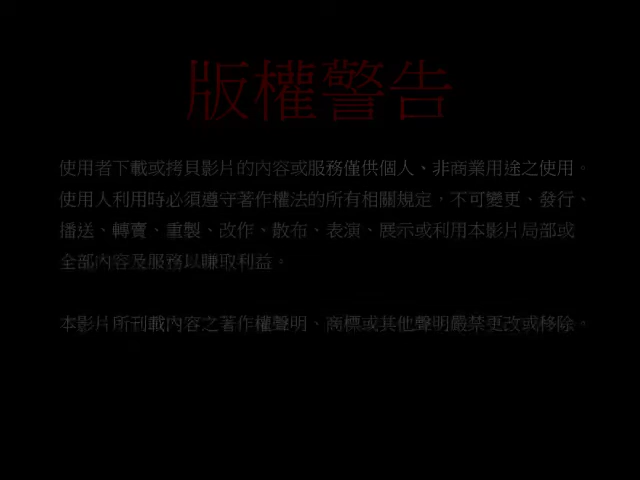 版權警告
使用者下載或拷貝影片的內容或服務僅供個人、非商業用途之使用。
使用人利用時必須遵守著作權法的所有相關規定，不可變更、發行、
播送、轉賣、重製、改作、散布、表演、展示或利用本影片局部或
全部內容及服務以賺取利益。
本影片所刊載內容之著作權聲明、商標或其他聲明嚴禁更改或移除。